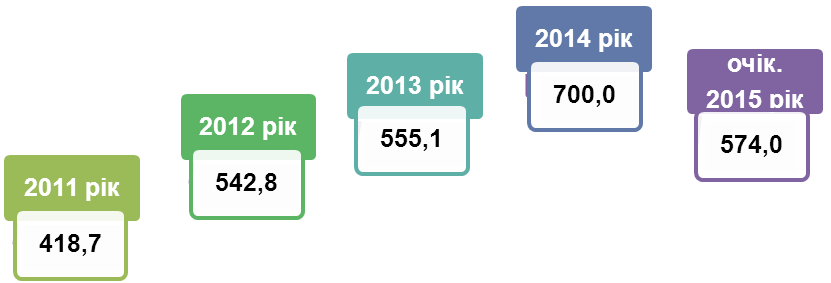 2011 рік
418,7
2012 рік
542,8
2013 рік
555,1
2014 рік
700,0
очік.
2015 рік
574,0